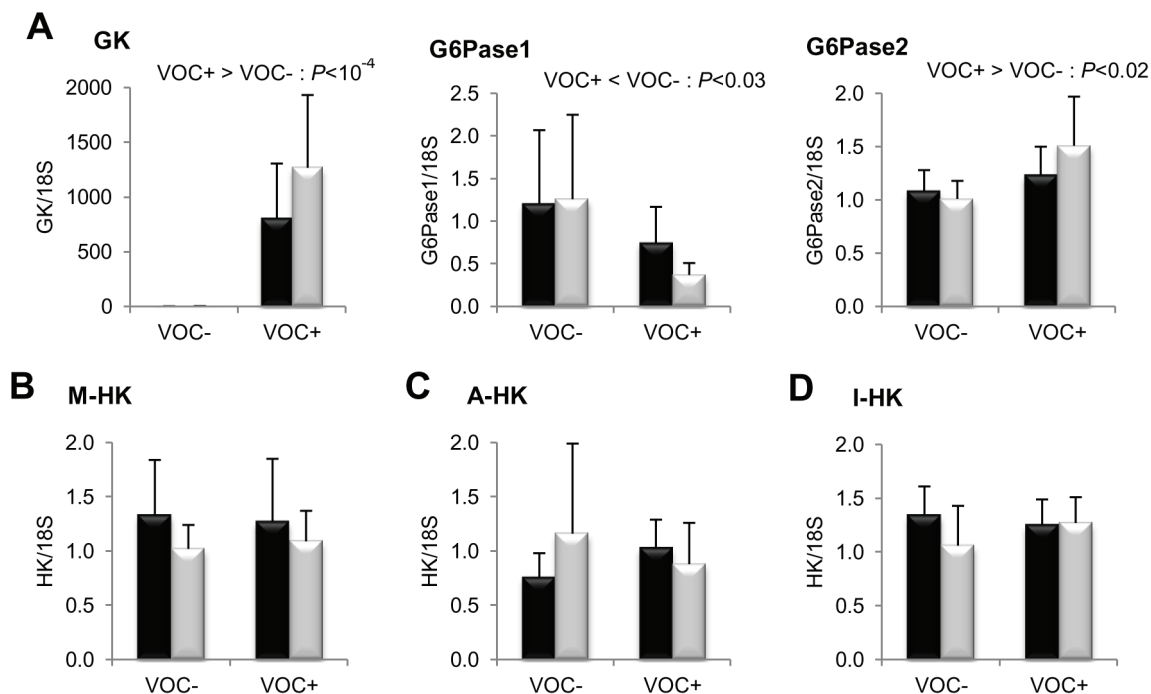 A
GK
VOC+ > VOC- : P<10⁻⁴
GK/18S
2000
1500
1000
500
0
VOC-
VOC+
G6Pase1
VOC+ < VOC- : P<0.03
G6Pase1/18S
2.5
2.0
1.5
1.0
0.5
0.0
VOC-
VOC+
G6Pase2
VOC+ > VOC- : P<0.02
G6Pase2/18S
2.0
1.5
1.0
0.5
0.0
VOC-
VOC+
B
M-HK
HK/18S
2.0
1.5
1.0
0.5
0.0
VOC-
VOC+
C
A-HK
HK/18S
2.0
1.5
1.0
0.5
0.0
VOC-
VOC+
D
I-HK
HK/18S
2.0
1.5
1.0
0.5
0.0
VOC-
VOC+